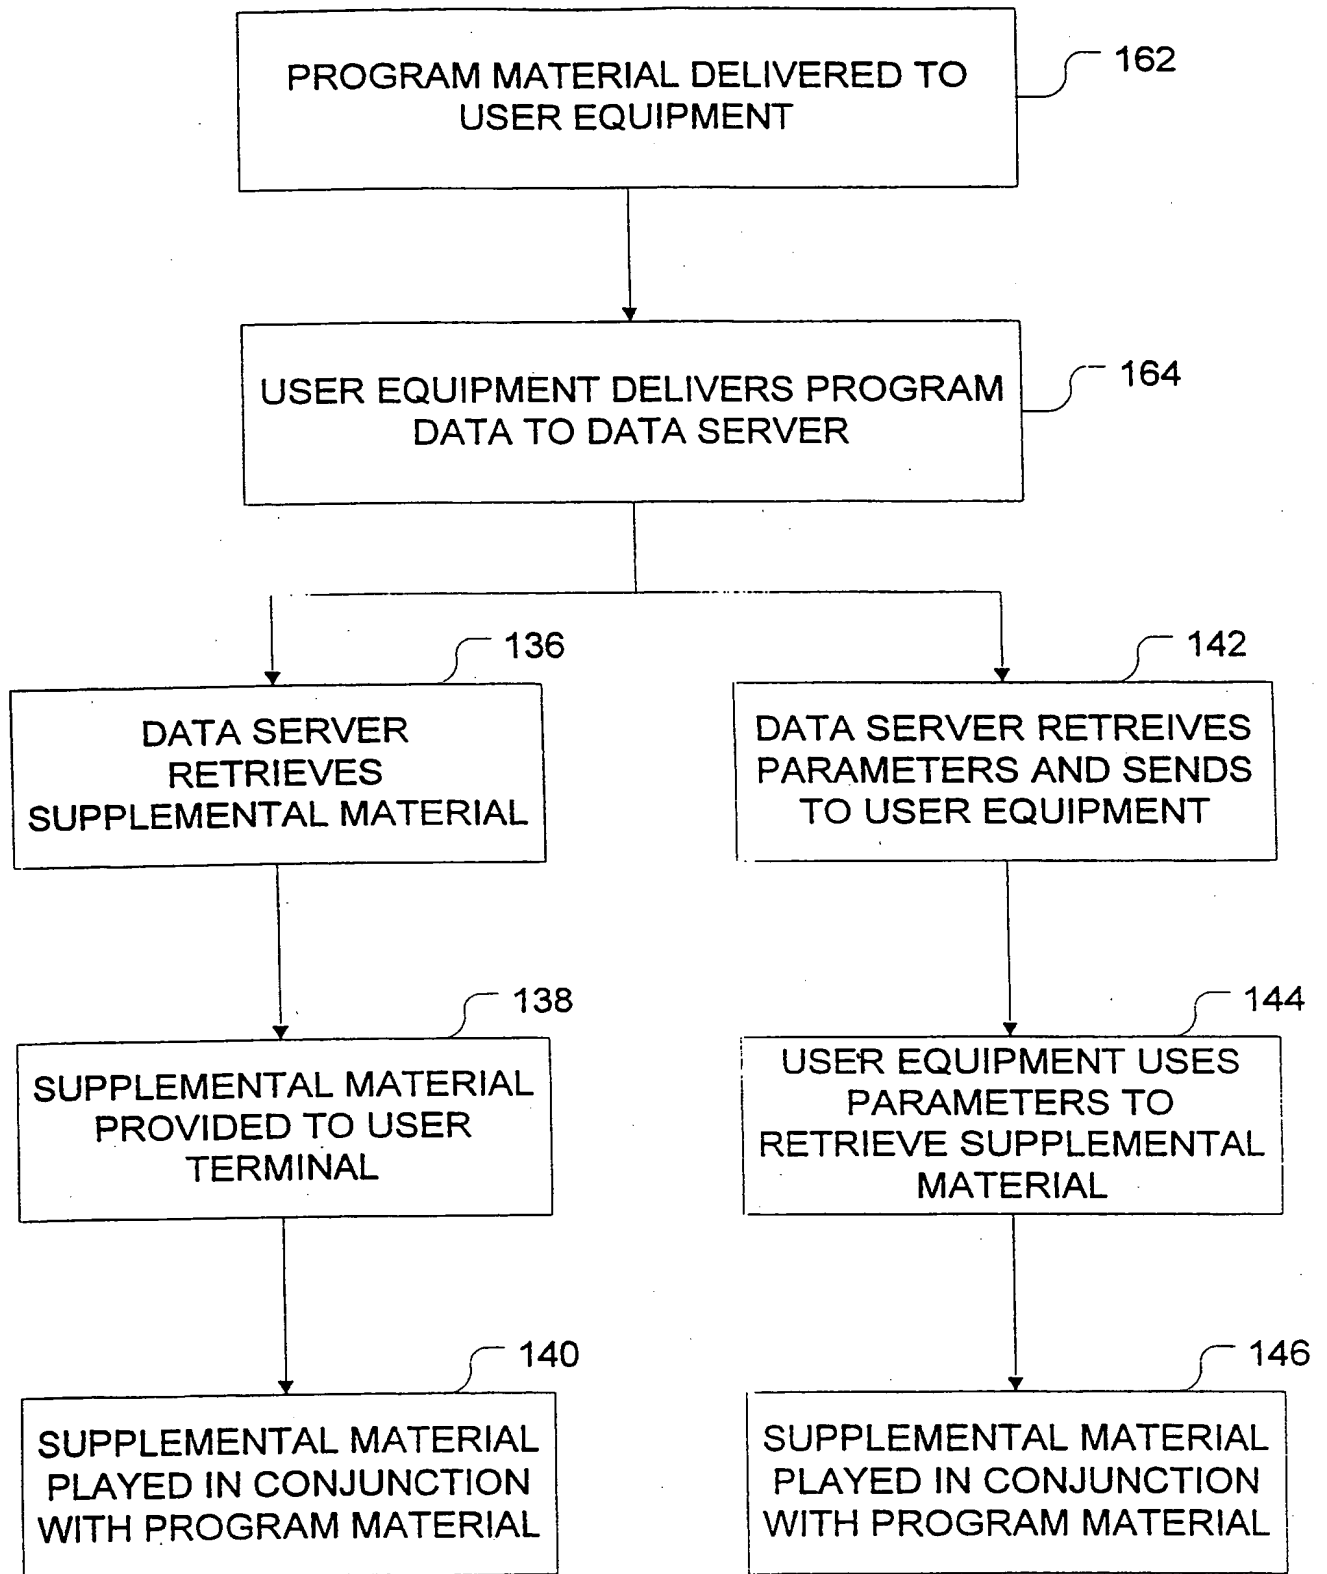 PROGRAM MATERIAL DELIVERED TO
USER EQUIPMENT
162
USER EQUIPMENT DELIVERS PROGRAM
DATA TO DATA SERVER
164
136
DATA SERVER
RETRIEVES
SUPPLEMENTAL MATERIAL
142
DATA SERVER RETREIVES
PARAMETERS AND SENDS
TO USER EQUIPMENT
138
SUPPLEMENTAL MATERIAL
PROVIDED TO USER
TERMINAL
144
USER EQUIPMENT USES
PARAMETERS TO
RETRIEVE SUPPLEMENTAL
MATERIAL
140
SUPPLEMENTAL MATERIAL
PLAYED IN CONJUNCTION
WITH PROGRAM MATERIAL
146
SUPPLEMENTAL MATERIAL
PLAYED IN CONJUNCTION
WITH PROGRAM MATERIAL